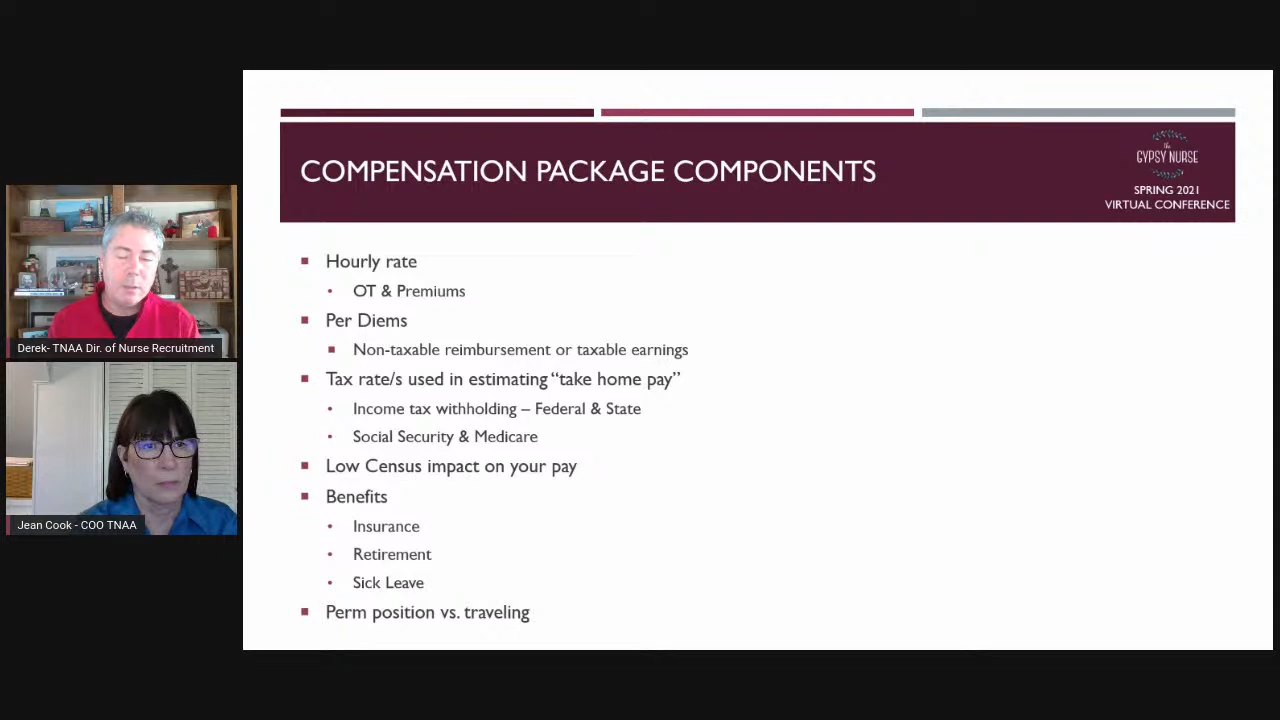 COMPENSATION PACKAGE COMPONENTS
the
GYPSY NURSE
SPRING 2021
VIRTUAL CONFERENCE
Hourly rate
OT & Premiums
Per Diems
Non-taxable reimbursement or taxable earnings
Tax rate/s used in estimating “take home pay”
Income tax withholding – Federal & State
Social Security & Medicare
Low Census impact on your pay
Benefits
Insurance
Retirement
Sick Leave
Perm position vs. traveling
Derek- TNAA Dir. of Nurse Recruitment
Jean Cook - COO TNAA